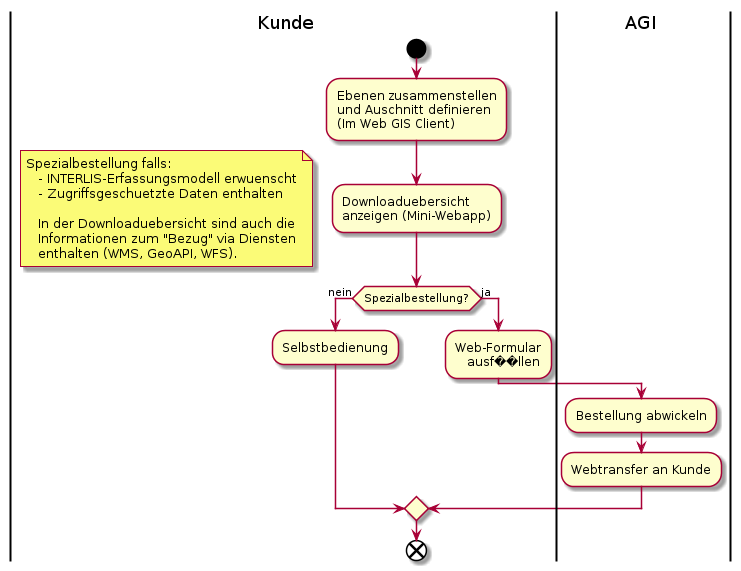 Kunde
AGI
Ebenen zusammenstellen
und Auschnitt definieren
(Im Web GIS Client)
Spezialbestellung falls:
- INTERLIS-Erfassungsmodell erwuenscht
- Zugriffsgeschuetzte Daten enthalten
In der Downloaduebersicht sind auch die
Informationen zum "Bezug" via Diensten
enthalten (WMS, GeoAPI, WFS).
Downloaduebersicht
anzeigen (Mini-Webapp)
nein
Spezialbestellung?
ja
Selbstbedienung
Web-Formular
ausf��llen
Bestellung abwickeln
Webtransfer an Kunde